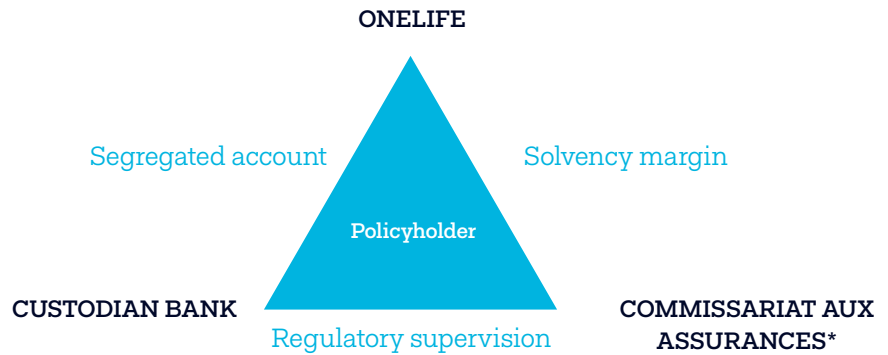 ONELIFE
Segregated account
Solvency margin
Policyholder
CUSTODIAN BANK
COMMISSARIAT AUX
ASSURANCES*
Regulatory supervision